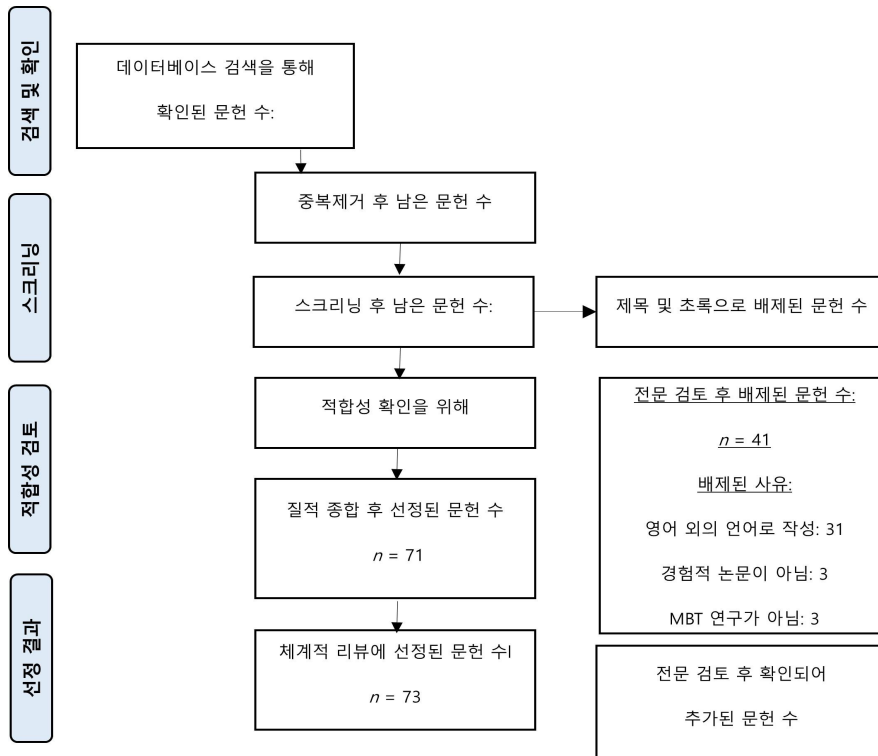 검색 및 확인
데이터베이스 검색을 통해
확인된 문헌 수:
중복제거 후 남은 문헌 수
스크리닝
스크리닝 후 남은 문헌 수:
제목 및 초록으로 배제된 문헌 수
적합성 검토
적합성 확인을 위해
전문 검토 후 배제된 문헌 수:
n = 41
배제된 사유:
영어 외의 언어로 작성: 31
경험적 논문이 아님: 3
MBT 연구가 아님: 3
질적 종합 후 선정된 문헌 수
n = 71
선정 결과
체계적 리뷰에 선정된 문헌 수I
n = 73
전문 검토 후 확인되어
추가된 문헌 수